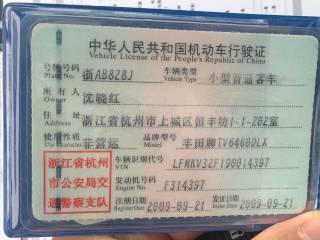 中华人民共和国机动车行驶证
Vehicle License of the People's Republic of China
号牌号码 浙AB828J 车辆类型 小型普通客车
Plate No. Vehicle Type
所有人 沈晓红
Owner
住址 浙江省杭州市上城区恒丰坊1-1-202室
Address
使用性质 非营运 品牌型号 丰田牌TV6460DLX
Use Character Model
浙江省杭州
市公安局交
通警察支队
车辆识别代号 LFMKV32F190014397
VIN
发动机号码 F314397
Engine No.
注册日期 2009-09-21 发证日期 2009-09-21
Register Date Issue Date